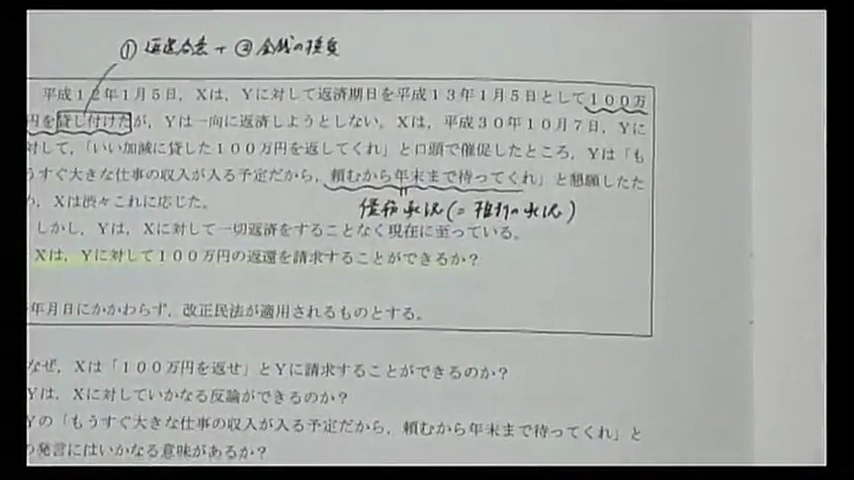 ① 返還合意 + ② 金銭の授受
平成12年1月5日，Xは，Yに対して返済期日を平成13年1月5日として100万
円を貸し付けたが，Yは一向に返済しようとしない。Xは，平成30年10月7日，Yに
対して，「いい加減に貸した100万円を返してくれ」と口頭で催促したところ，Yは「も
うすぐ大きな仕事の収入が入る予定だから，頼むから年末まで待ってくれ」と懇願したた
め，Xは渋々これに応じた。
債務承認(=権利の承認)
しかし，Yは，Xに対して一切返済をすることなく現在に至っている。
Xは，Yに対して100万円の返還を請求することができるか？
年月日にかかわらず，改正民法が適用されるものとする。
なぜ，Xは「100万円を返せ」とYに請求することができるのか？
Yは，Xに対していかなる反論ができるのか？
Yの「もうすぐ大きな仕事の収入が入る予定だから，頼むから年末まで待ってくれ」と
の発言にはいかなる意味があるか？